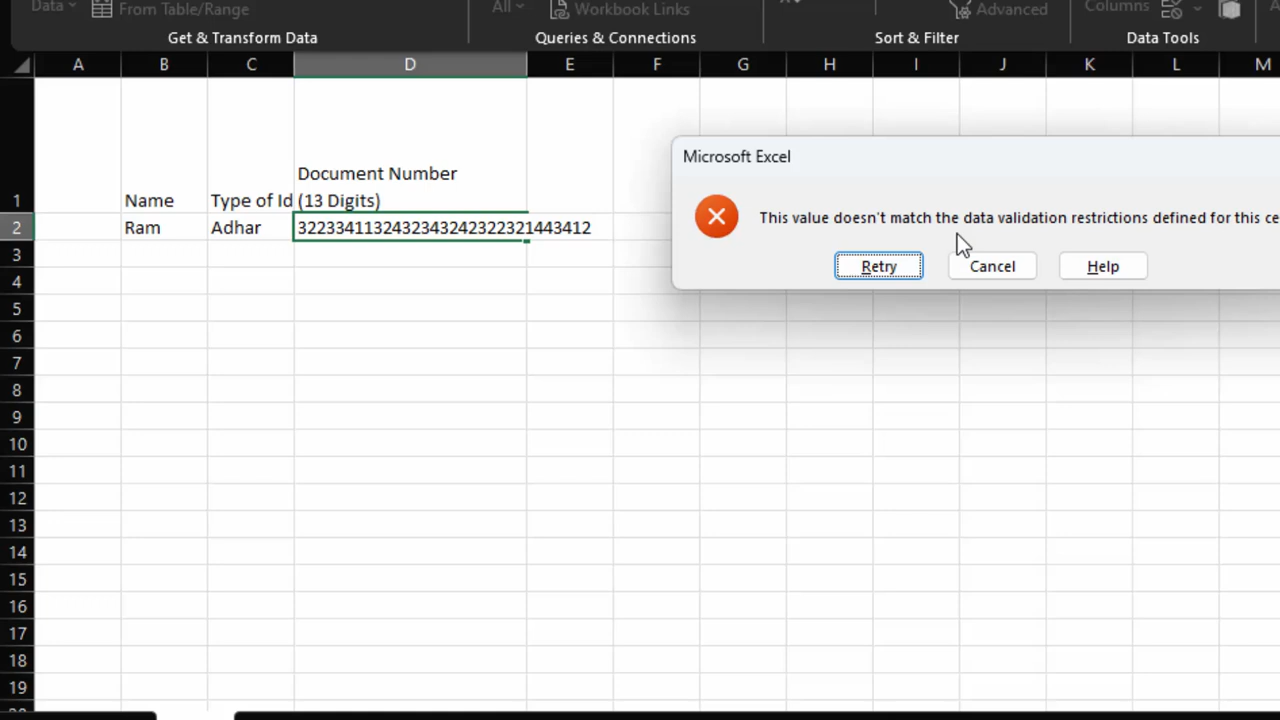 Data
From Table/Range
All
Workbook Links
Advanced
Columns
Get & Transform Data
Queries & Connections
Sort & Filter
Data Tools
A B C D E F G H I J K L M
Document Number
1 Name Type of Id (13 Digits)
2 Ram Adhar 3223341132432343242322321443412
3
4
5
6
7
8
9
10
11
12
13
14
15
16
17
18
19
Microsoft Excel
This value doesn't match the data validation restrictions defined for this ce
Retry Cancel Help